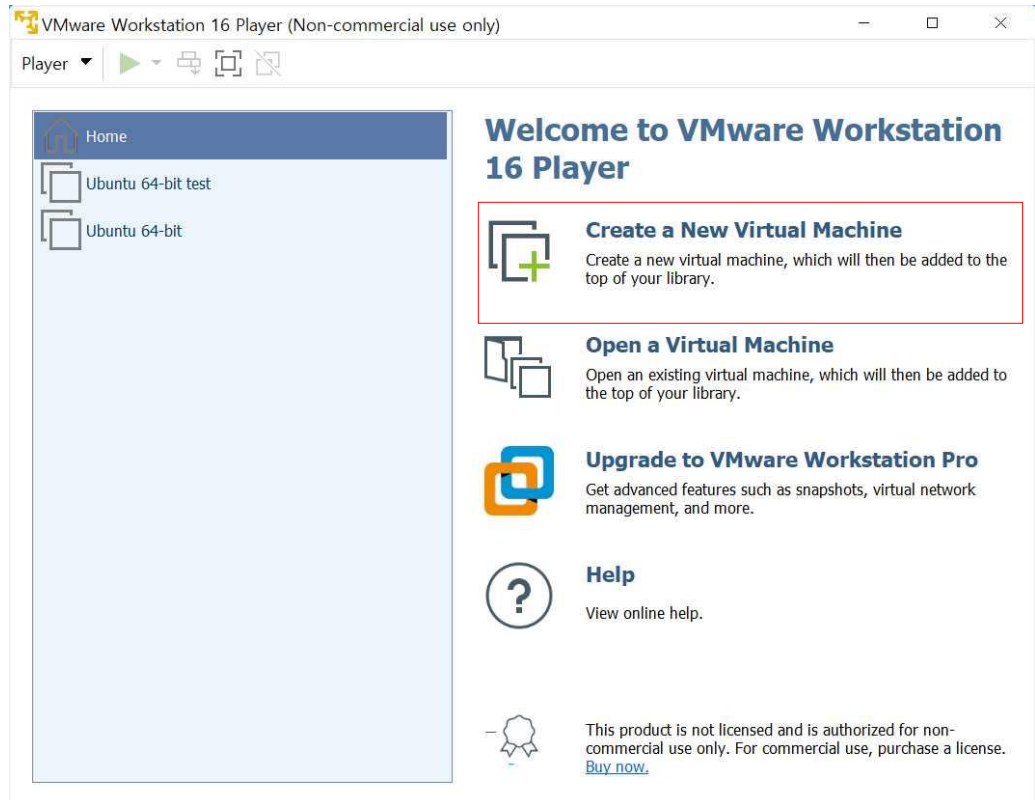 VMware Workstation 16 Player (Non-commercial use only)
Player
Home
Ubuntu 64-bit test
Ubuntu 64-bit
Welcome to VMware Workstation
16 Player
Create a New Virtual Machine
Create a new virtual machine, which will then be added to the
top of your library.
Open a Virtual Machine
Open an existing virtual machine, which will then be added to
the top of your library.
Upgrade to VMware Workstation Pro
Get advanced features such as snapshots, virtual network
management, and more.
?
Help
View online help.
This product is not licensed and is authorized for non-
commercial use only. For commercial use, purchase a license.
Buy now.